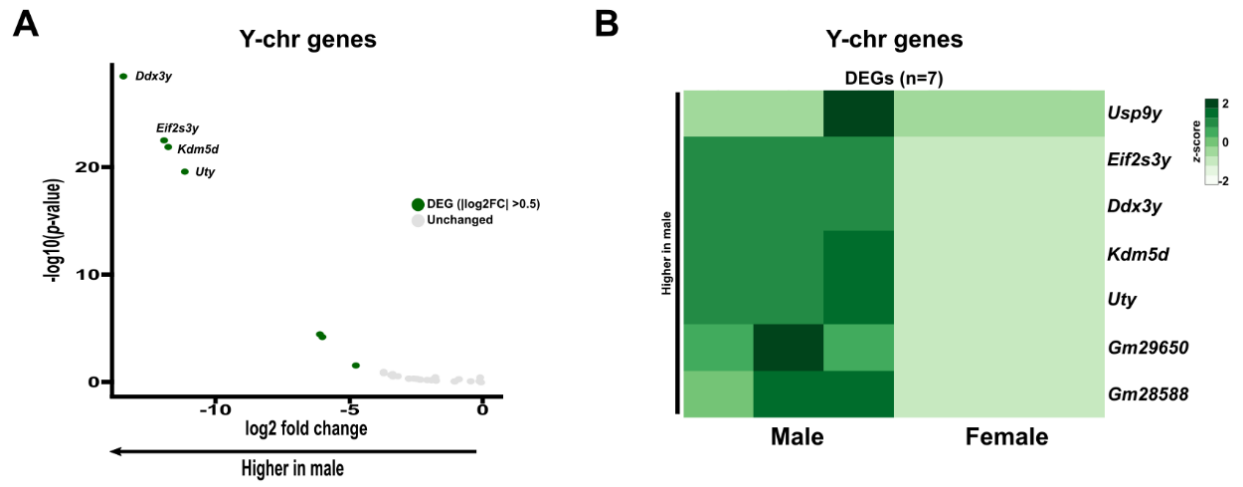 A
Y-chr genes
Ddx3y
Eif2s3y
Kdm5d
Uty
20
10
0
-log10(p-value)
DEG (|log2FC| >0.5)
Unchanged
-10
-5
0
log2 fold change
Higher in male
B
Y-chr genes
DEGs (n=7)
Higher in male
Usp9y
Eif2s3y
Ddx3y
Kdm5d
Uty
Gm29650
Gm28588
Male
Female
z-score
2
0
-2